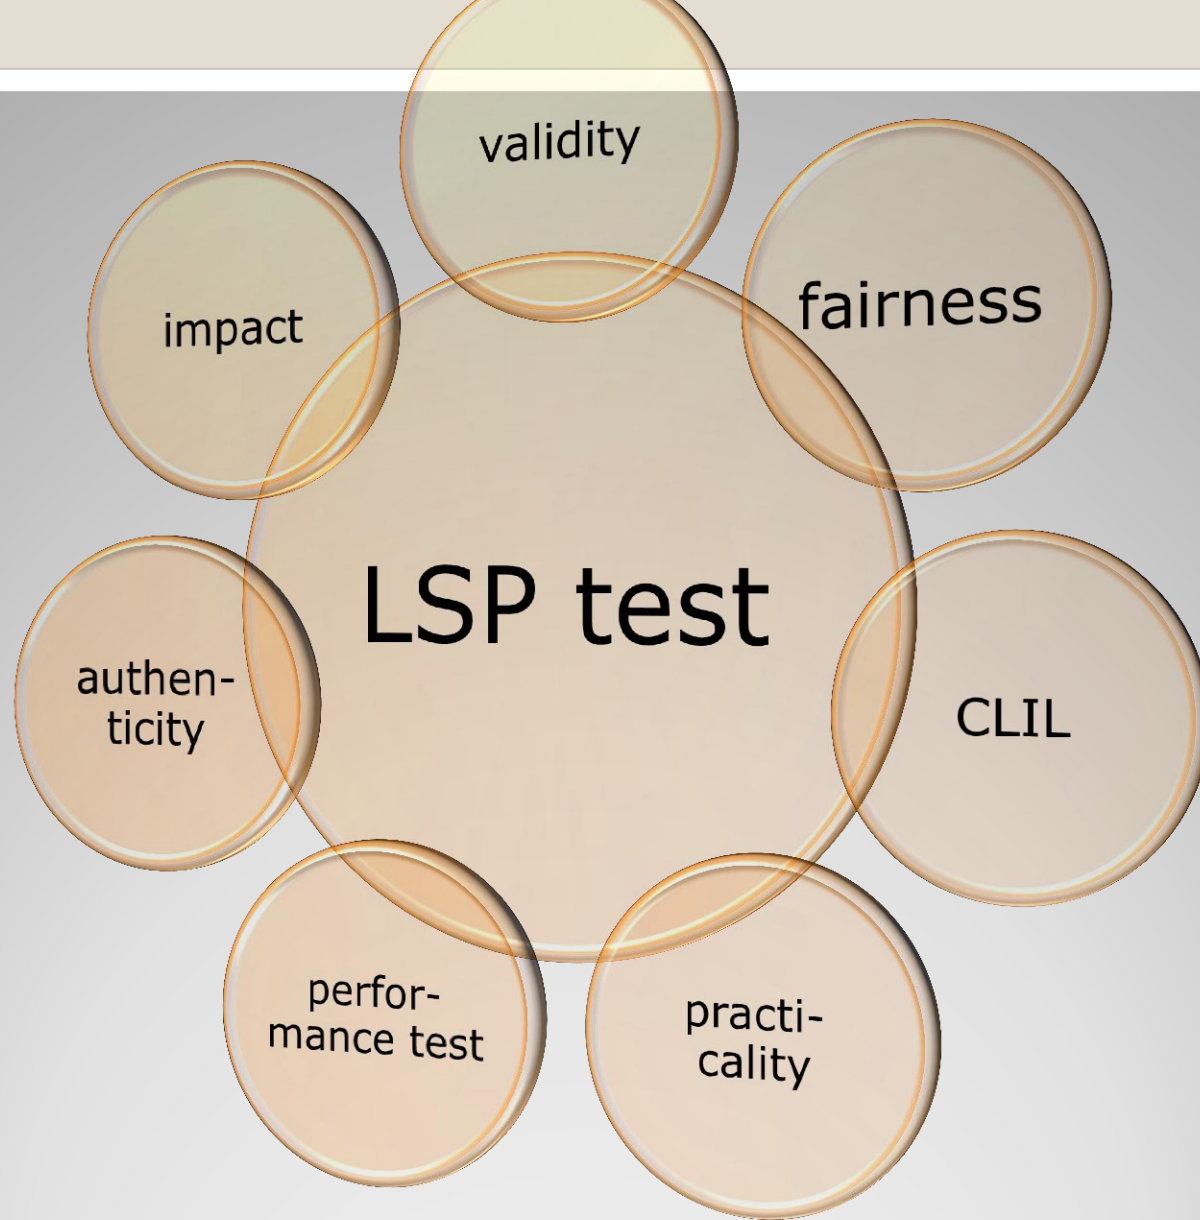 validity
fairness
impact
LSP test
authen-
ticity
CLIL
perfor-
mance test
practi-
cality